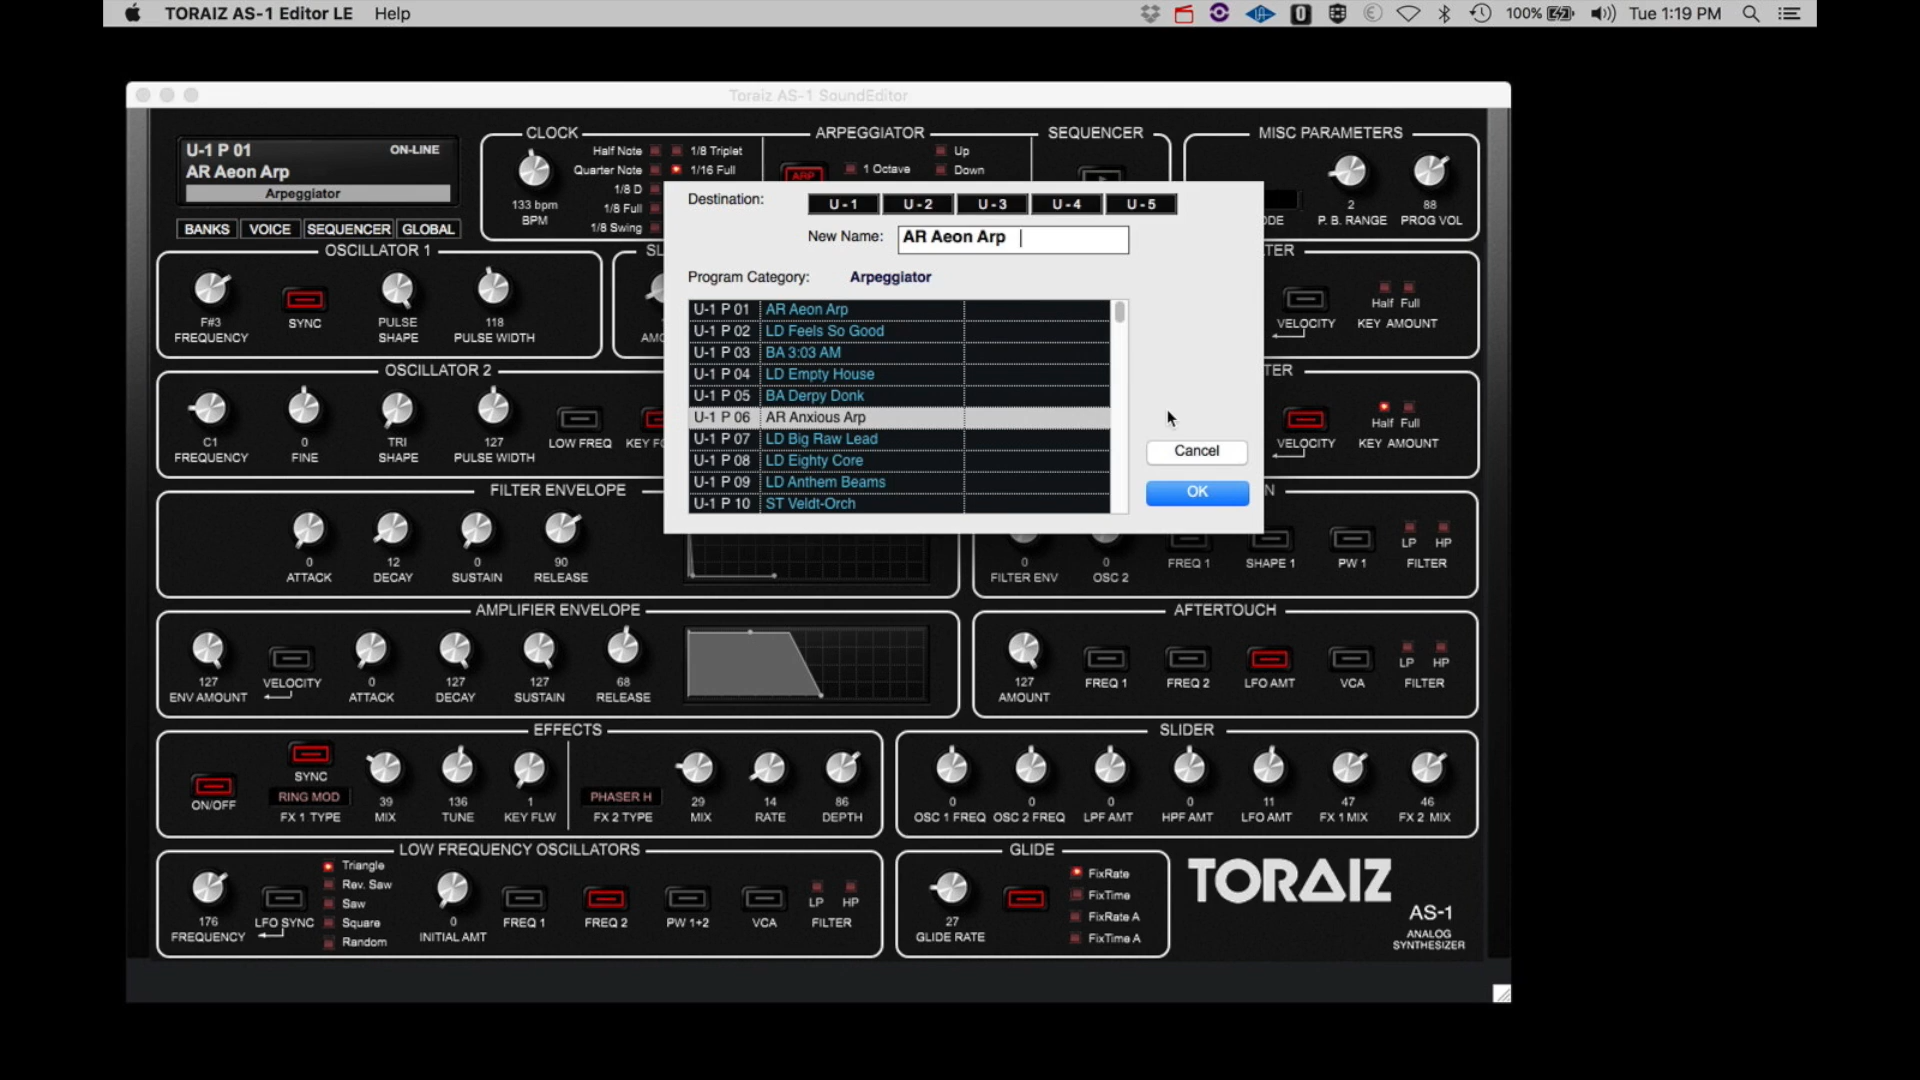 TORAIZ AS-1 Editor LE Help
100% Tue 1:19 PM
Toraiz AS-1 SoundEditor
U-1 P 01 ON-LINE
AR Aeon Arp
Arpeggiator
BANKS VOICE SEQUENCER GLOBAL
CLOCK
133 bpm
BPM
Half Note
Quarter Note
1/8 D
1/8 Full
1/8 Swing
1/8 Triplet
1/16 Full
ARPEGGIATOR
ARP
1 Octave
Up
Down
SEQUENCER
MISC PARAMETERS
2 88
P. B. RANGE PROG VOL
Destination: U-1 U-2 U-3 U-4 U-5
New Name: AR Aeon Arp
Program Category: Arpeggiator
U-1 P 01 AR Aeon Arp
U-1 P 02 LD Feels So Good
U-1 P 03 BA 3:03 AM
U-1 P 04 LD Empty House
U-1 P 05 BA Derpy Donk
U-1 P 06 AR Anxious Arp
U-1 P 07 LD Big Raw Lead
U-1 P 08 LD Eighty Core
U-1 P 09 LD Anthem Beams
U-1 P 10 ST Veldt-Orch
Cancel
OK
OSCILLATOR 1
F#3 SYNC PULSE 118
FREQUENCY SHAPE PULSE WIDTH
VELOCITY
Half Full
KEY AMOUNT
OSCILLATOR 2
C1 0 TRI 127
FREQUENCY FINE SHAPE PULSE WIDTH
LOW FREQ
VELOCITY
Half Full
KEY AMOUNT
FILTER ENVELOPE
0 12 0 90
ATTACK DECAY SUSTAIN RELEASE
0 0
FILTER ENV OSC 2 FREQ 1 SHAPE 1 PW 1
LP HP
FILTER
AMPLIFIER ENVELOPE
127 0 127 127 68
ENV AMOUNT VELOCITY ATTACK DECAY SUSTAIN RELEASE
AFTERTOUCH
127
AMOUNT FREQ 1 FREQ 2 LFO AMT VCA
LP HP
FILTER
EFFECTS
ON/OFF
SYNC
RING MOD 39 136 1
FX 1 TYPE MIX TUNE KEY FLW
PHASER H 29 14 86
FX 2 TYPE MIX RATE DEPTH
SLIDER
0 0 0 0 11 47 46
OSC 1 FREQ OSC 2 FREQ LPF AMT HPF AMT LFO AMT FX 1 MIX FX 2 MIX
LOW FREQUENCY OSCILLATORS
176
FREQUENCY LFO SYNC
Triangle
Rev. Saw
Saw
Square
Random
0
INITIAL AMT FREQ 1 FREQ 2 PW 1+2 VCA
LP HP
FILTER
GLIDE
27
GLIDE RATE
FixRate
FixTime
FixRate A
FixTime A
TORAIZ
AS-1
ANALOG
SYNTHESIZER